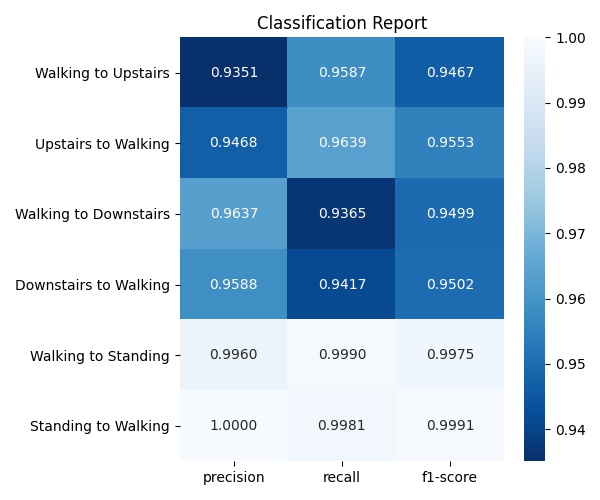 Classification Report
Walking to Upstairs 0.9351 0.9587 0.9467
Upstairs to Walking 0.9468 0.9639 0.9553
Walking to Downstairs 0.9637 0.9365 0.9499
Downstairs to Walking 0.9588 0.9417 0.9502
Walking to Standing 0.9960 0.9990 0.9975
Standing to Walking 1.0000 0.9981 0.9991
precision recall f1-score
1.00
0.99
0.98
0.97
0.96
0.95
0.94